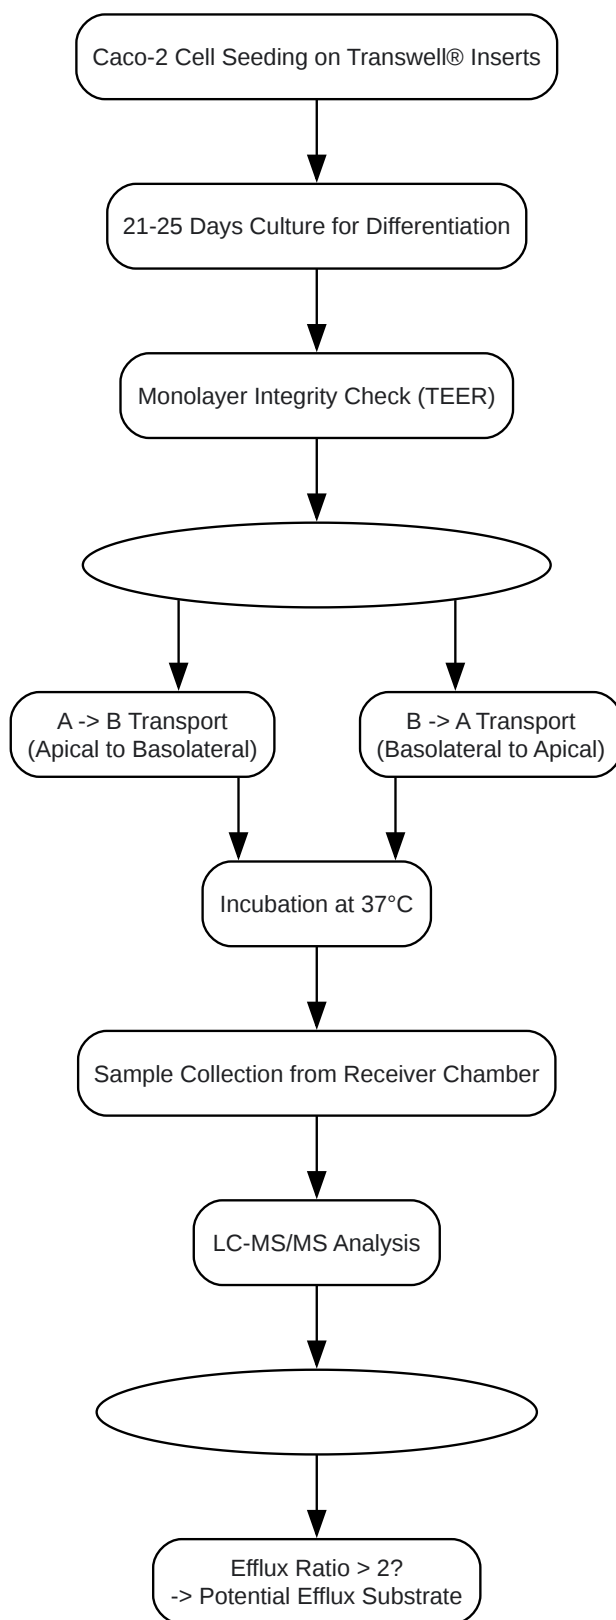 Caco-2 Cell Seeding on Transwell® Inserts
21-25 Days Culture for Differentiation
Monolayer Integrity Check (TEER)
A -> B Transport
(Apical to Basolateral)
B -> A Transport
(Basolateral to Apical)
Incubation at 37°C
Sample Collection from Receiver Chamber
LC-MS/MS Analysis
Efflux Ratio > 2?
-> Potential Efflux Substrate